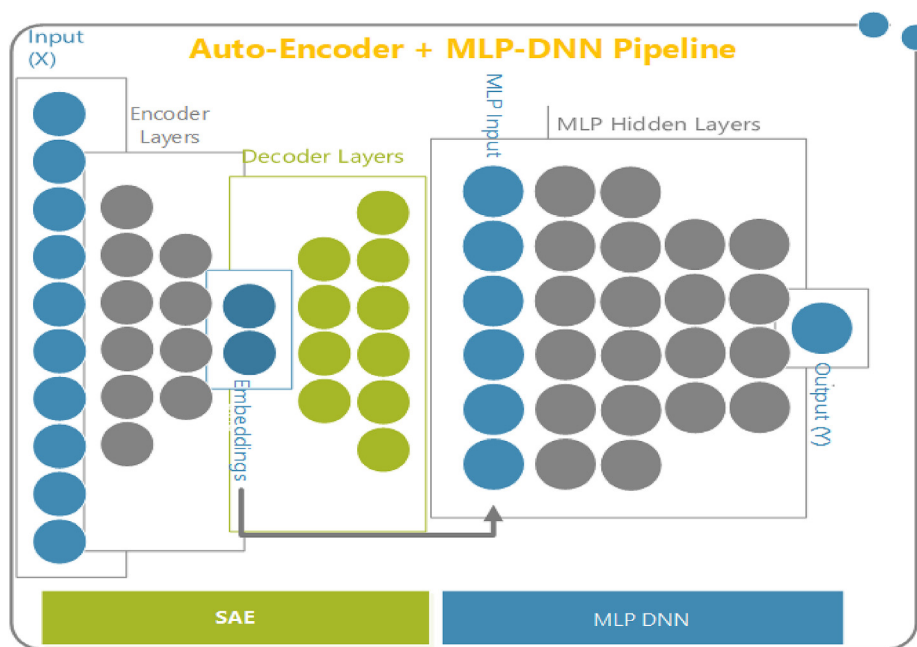 Input
(X)
Auto-Encoder + MLP-DNN Pipeline
Encoder
Layers
Decoder Layers
Embeddings
MLP Input
MLP Hidden Layers
Output (Y)
SAE
MLP DNN